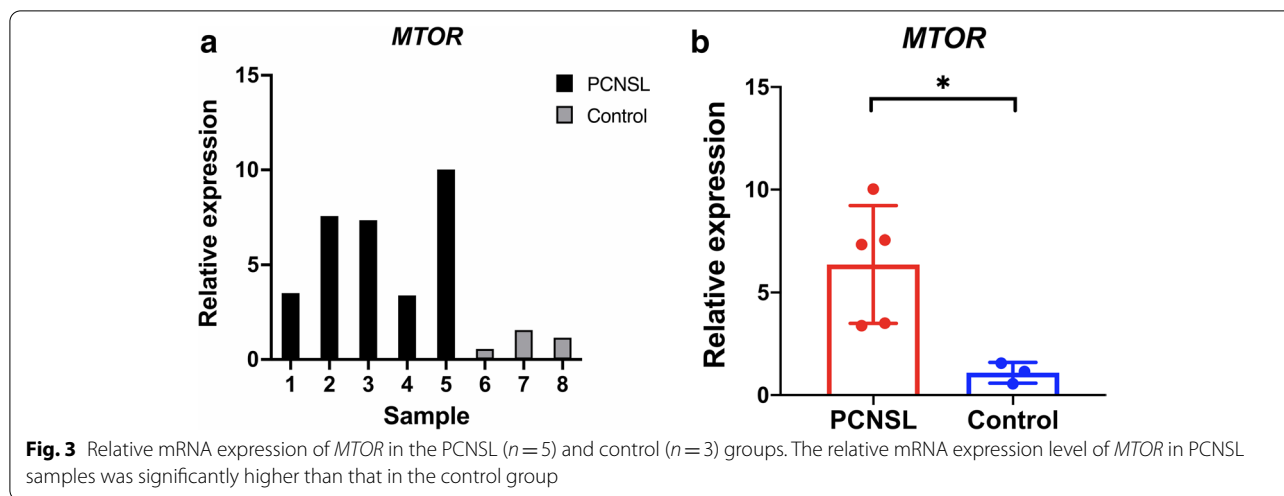 a
MTOR
Relative expression
15
10
5
0
PCNSL
Control
1 2 3 4 5 6 7 8
Sample
b
MTOR
Relative expression
15
10
5
0
*
PCNSL Control
Fig. 3 Relative mRNA expression of MTOR in the PCNSL (n = 5) and control (n = 3) groups. The relative mRNA expression level of MTOR in PCNSL
samples was significantly higher than that in the control group